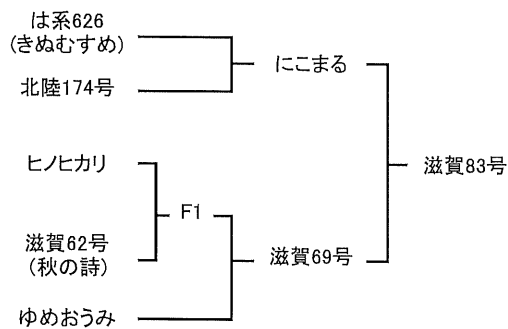 は系626
(きぬむすめ)
にこまる
北陸174号
ヒノヒカリ
滋賀83号
F1
滋賀62号
(秋の詩)
滋賀69号
ゆめおうみ